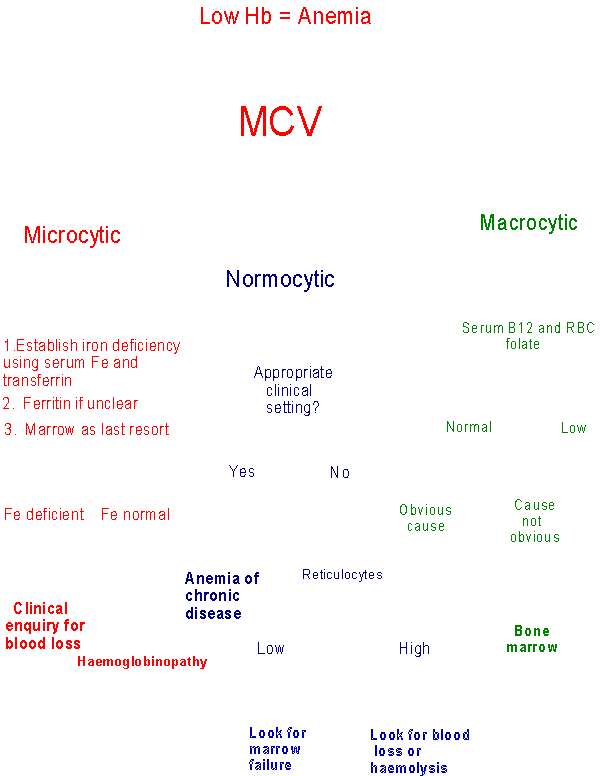 Low Hb = Anemia
MCV
Microcytic
Macrocytic
Normocytic
Serum B12 and RBC
folate
1.Establish iron deficiency
using serum Fe and
transferrin
2. Ferritin if unclear
3. Marrow as last resort
Appropriate
clinical
setting?
Normal
Low
Yes
No
Fe deficient
Fe normal
Obvious
cause
Cause
not
obvious
Anemia of
chronic
disease
Reticulocytes
Clinical
enquiry for
blood loss
Haemoglobinopathy
Low
High
Bone
marrow
Look for
marrow
failure
Look for blood
loss or
haemolysis